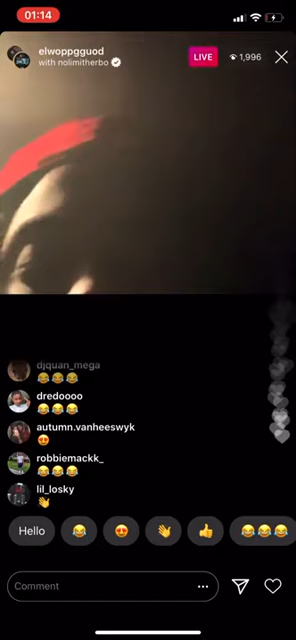 01:14
elwoppgguod
with nolimitherbo
LIVE
1,996
djquan_mega
😂😂😂
dredoooo
😂😂😂
autumn.vanheeswyk
😍
robbiemackk_
😂😂😂
lil_losky
👋
Hello 😂 😍 👋 👍 😂😂😂
Comment